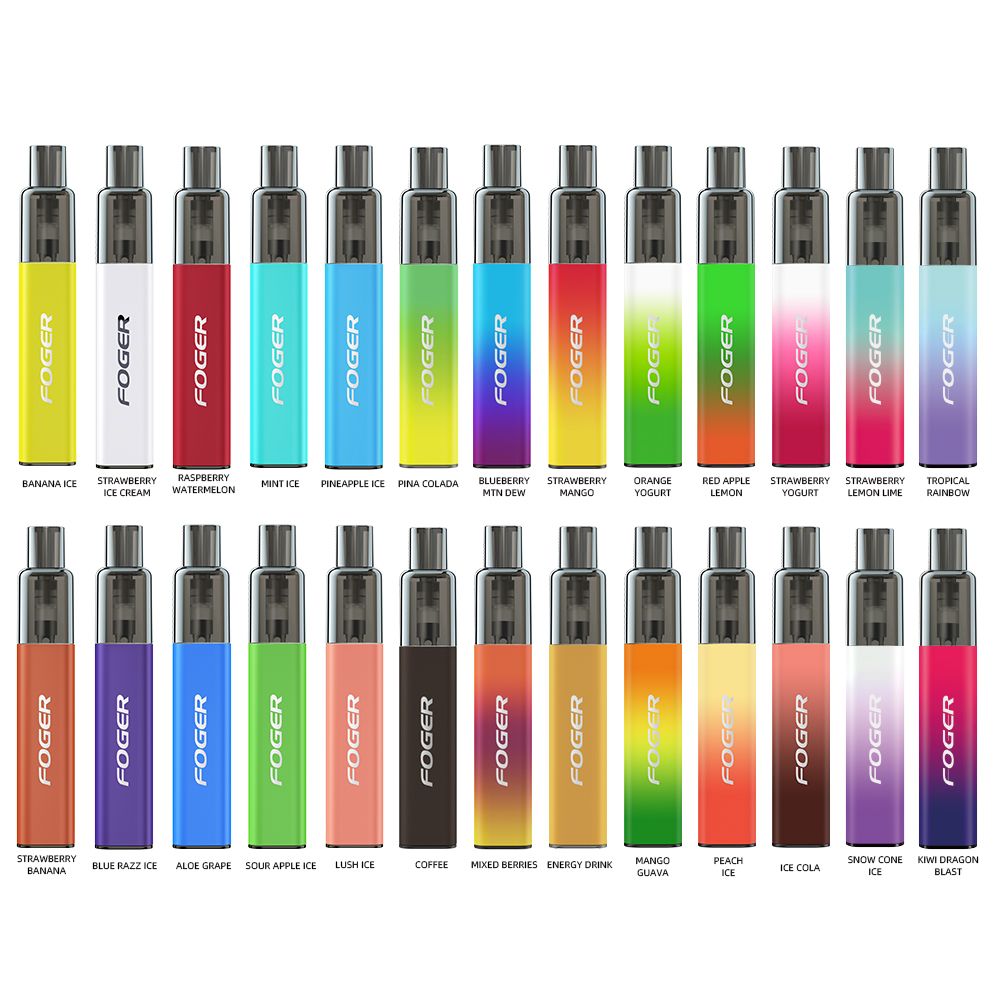 FOGER
FOGER
FOGER
FOGER
FOGER
FOGER
FOGER
FOGER
FOGER
FOGER
FOGER
FOGER
FOGER
BANANA ICE
STRAWBERRY
ICE CREAM
RASPBERRY
WATERMELON
MINT ICE
PINEAPPLE ICE
PINA COLADA
BLUEBERRY
MTN DEW
STRAWBERRY
MANGO
ORANGE
YOGURT
RED APPLE
LEMON
STRAWBERRY
YOGURT
STRAWBERRY
LEMON LIME
TROPICAL
RAINBOW
FOGER
FOGER
FOGER
FOGER
FOGER
FOGER
FOGER
FOGER
FOGER
FOGER
FOGER
FOGER
FOGER
STRAWBERRY
BANANA
BLUE RAZZ ICE
ALOE GRAPE
SOUR APPLE ICE
LUSH ICE
COFFEE
MIXED BERRIES
ENERGY DRINK
MANGO
GUAVA
PEACH
ICE
ICE COLA
SNOW CONE
ICE
KIWI DRAGON
BLAST